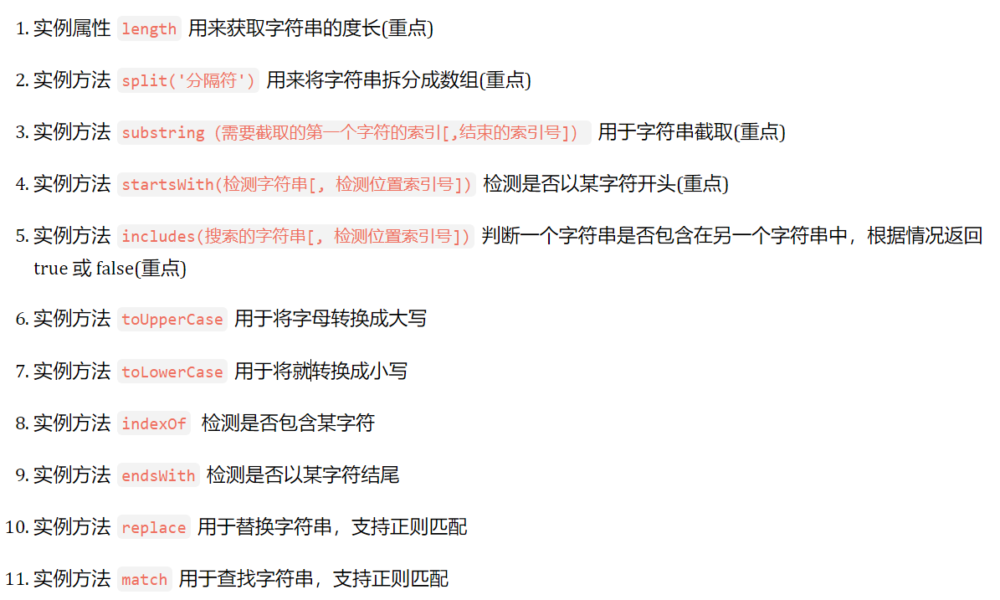 1. 实例属性 length 用来获取字符串的度长(重点)
2. 实例方法 split('分隔符') 用来将字符串拆分成数组(重点)
3. 实例方法 substring (需要截取的第一个字符的索引[,结束的索引号]) 用于字符串截取(重点)
4. 实例方法 startsWith(检测字符串[, 检测位置索引号]) 检测是否以某字符开头(重点)
5. 实例方法 includes(搜索的字符串[, 检测位置索引号]) 判断一个字符串是否包含在另一个字符串中，根据情况返回
true 或 false(重点)
6. 实例方法 toUpperCase 用于将字母转换成大写
7. 实例方法 toLowerCase 用于将就转换成小写
8. 实例方法 indexOf 检测是否包含某字符
9. 实例方法 endsWith 检测是否以某字符结尾
10. 实例方法 replace 用于替换字符串，支持正则匹配
11. 实例方法 match 用于查找字符串，支持正则匹配